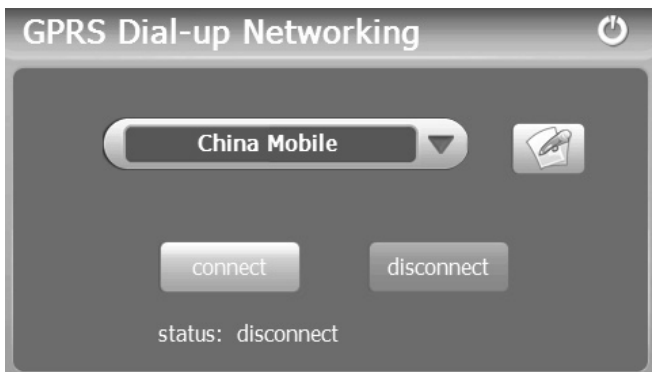 GPRS Dial-up Networking
China Mobile
connect disconnect
status: disconnect